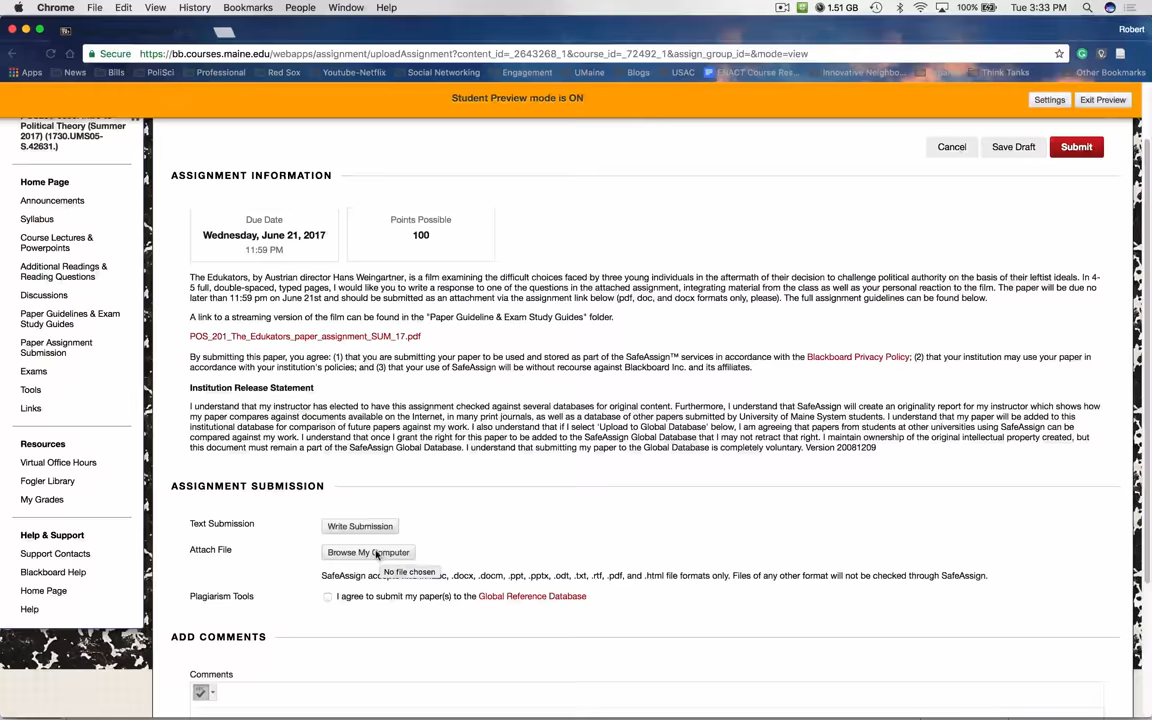 Chrome File Edit View History Bookmarks People Window Help 1.51 GB 100% Tue 3:33 PM
Robert
Secure https://bb.courses.maine.edu/webapps/assignment/uploadAssignment?content_id=_2643268_1&course_id=_72492_1&assign_group_id=&mode=view
Apps News Bills PoliSci Professional Red Sox Youtube-Netflix Social Networking Engagement UMaine Blogs USAC ENACT Course Res... Innovative Neighbo... Think Tanks Other Bookmarks
Student Preview mode is ON
Settings Exit Preview
Political Theory (Summer
2017) (1730.UMS05-
S.42631.)
Home Page
Announcements
Syllabus
Course Lectures &
Powerpoints
Additional Readings &
Reading Questions
Discussions
Paper Guidelines & Exam
Study Guides
Paper Assignment
Submission
Exams
Tools
Links
Resources
Virtual Office Hours
Fogler Library
My Grades
Help & Support
Support Contacts
Blackboard Help
Home Page
Help
Cancel Save Draft Submit
ASSIGNMENT INFORMATION
Due Date
Wednesday, June 21, 2017
11:59 PM
Points Possible
100
The Edukators, by Austrian director Hans Weingartner, is a film examining the difficult choices faced by three young individuals in the aftermath of their decision to challenge political authority on the basis of their leftist ideals. In 4-
5 full, double-spaced, typed pages, I would like you to write a response to one of the questions in the attached assignment, integrating material from the class as well as your personal reaction to the film. The paper will be due no
later than 11:59 pm on June 21st and should be submitted as an attachment via the assignment link below (pdf, doc, and docx formats only, please). The full assignment guidelines can be found below.
A link to a streaming version of the film can be found in the "Paper Guideline & Exam Study Guides" folder.
POS_201_The_Edukators_paper_assignment_SUM_17.pdf
By submitting this paper, you agree: (1) that you are submitting your paper to be used and stored as part of the SafeAssign™ services in accordance with the Blackboard Privacy Policy; (2) that your institution may use your paper in
accordance with your institution's policies; and (3) that your use of SafeAssign will be without recourse against Blackboard Inc. and its affiliates.
Institution Release Statement
I understand that my instructor has elected to have this assignment checked against several databases for original content. Furthermore, I understand that SafeAssign will create an originality report for my instructor which shows how
my paper compares against documents available on the Internet, in many print journals, as well as a database of other papers submitted by University of Maine System students. I understand that my paper will be added to this
institutional database for comparison of future papers against my work. I also understand that if I select 'Upload to Global Database' below, I am agreeing that papers from students at other universities using SafeAssign can be
compared against my work. I understand that once I grant the right for this paper to be added to the SafeAssign Global Database that I may not retract that right. I maintain ownership of the original intellectual property created, but
this document must remain a part of the SafeAssign Global Database. I understand that submitting my paper to the Global Database is completely voluntary. Version 20081209
ASSIGNMENT SUBMISSION
Text Submission Write Submission
Attach File Browse My Computer
No file chosen
SafeAssign .docx, .docm, .ppt, .pptx, .odt, .txt, .rtf, .pdf, and .html file formats only. Files of any other format will not be checked through SafeAssign.
Plagiarism Tools I agree to submit my paper(s) to the Global Reference Database
ADD COMMENTS
Comments